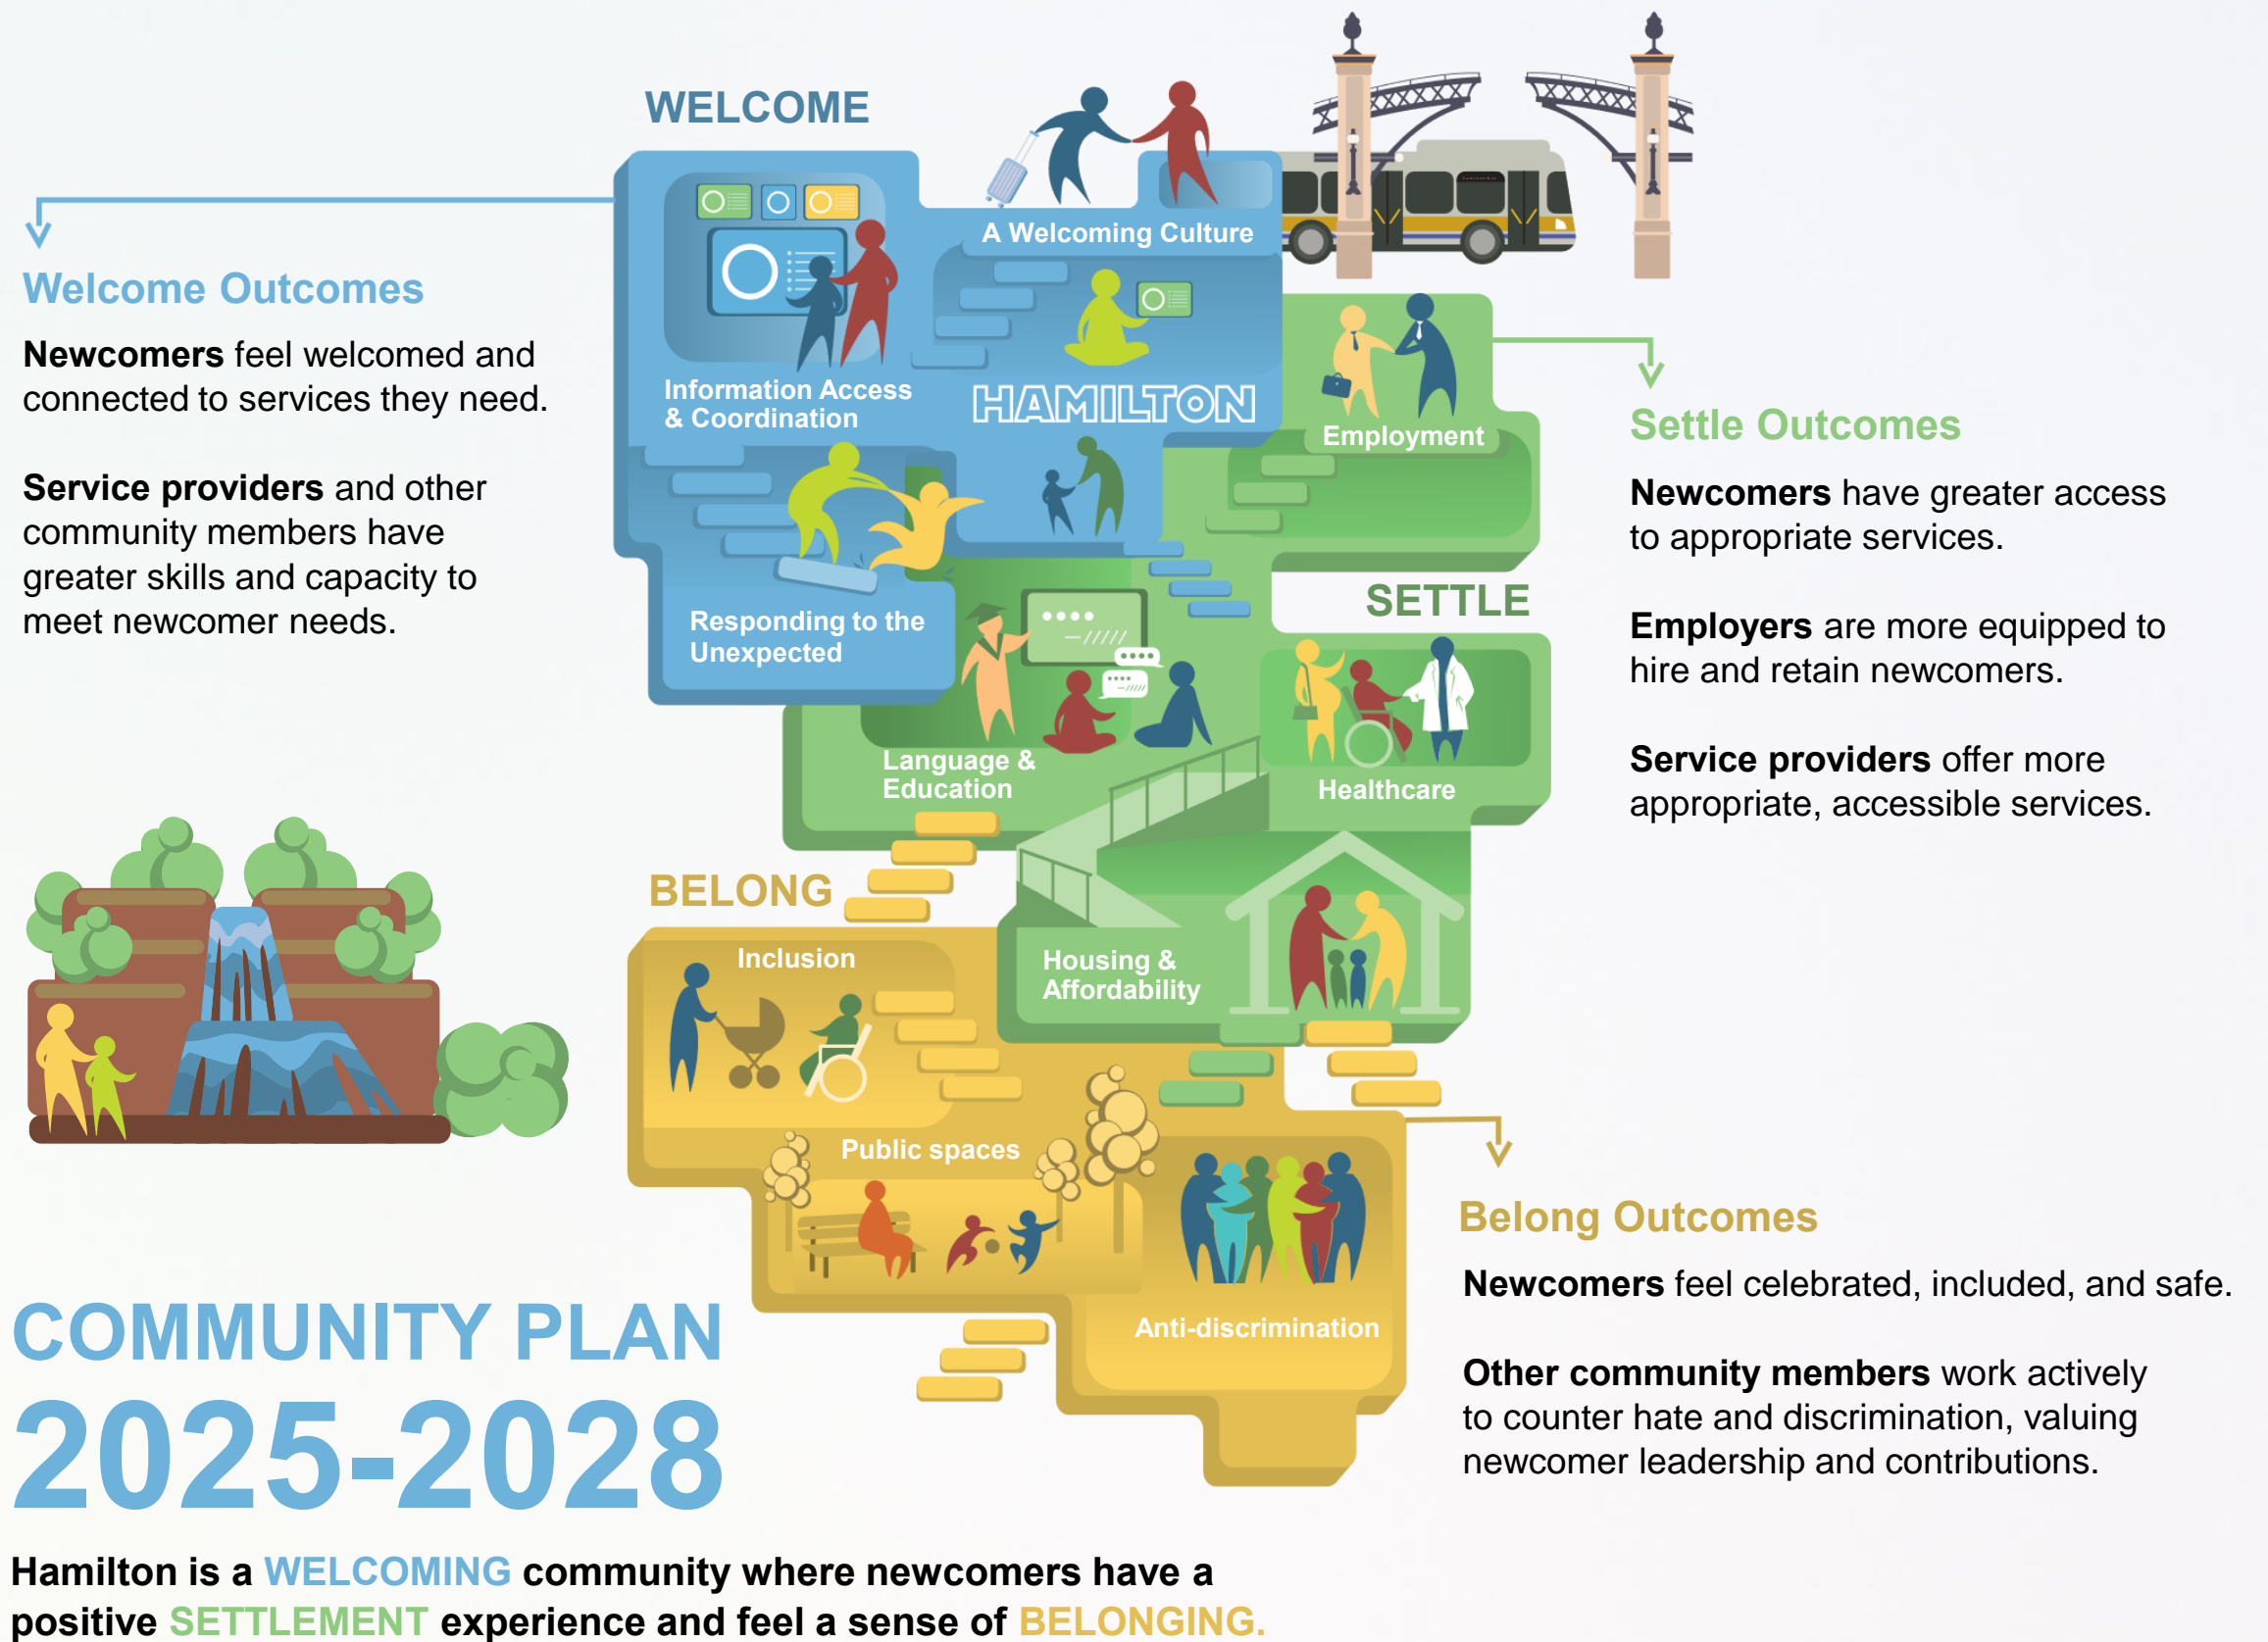 WELCOME
A Welcoming Culture
Information Access
& Coordination
HAMILTON
Responding to the
Unexpected
Welcome Outcomes
Newcomers feel welcomed and
connected to services they need.
Service providers and other
community members have
greater skills and capacity to
meet newcomer needs.
Employment
SETTLE
Language &
Education
Healthcare
Housing &
Affordability
Settle Outcomes
Newcomers have greater access
to appropriate services.
Employers are more equipped to
hire and retain newcomers.
Service providers offer more
appropriate, accessible services.
BELONG
Inclusion
Public spaces
Anti-discrimination
Belong Outcomes
Newcomers feel celebrated, included, and safe.
Other community members work actively
to counter hate and discrimination, valuing
newcomer leadership and contributions.
COMMUNITY PLAN
2025-2028
Hamilton is a WELCOMING community where newcomers have a
positive SETTLEMENT experience and feel a sense of BELONGING.